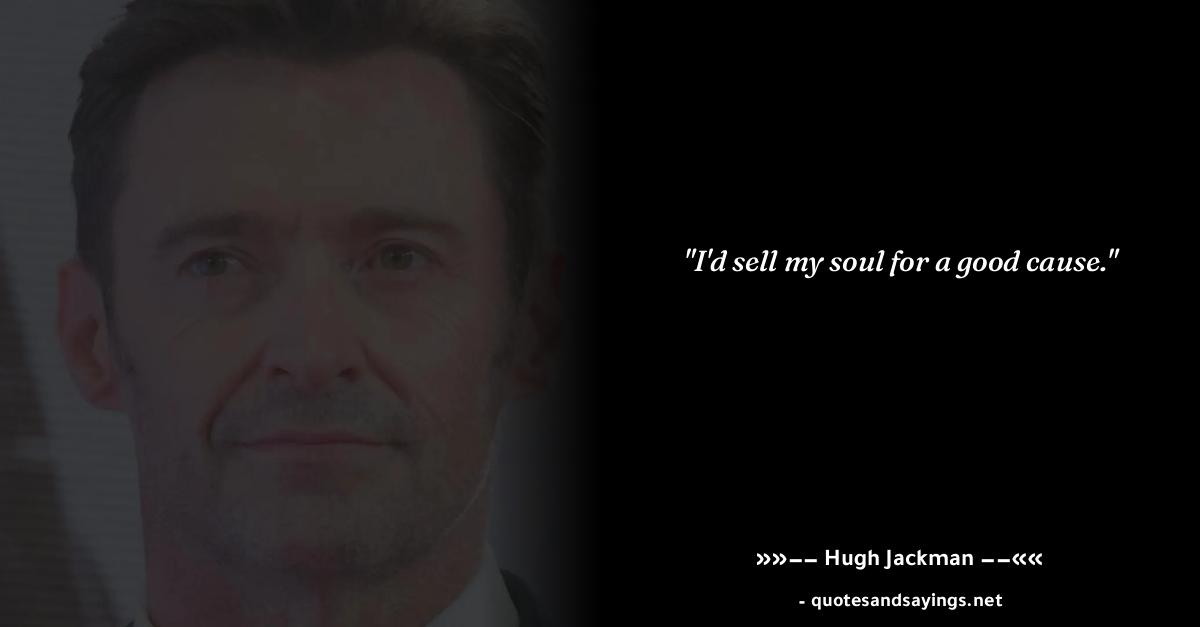 "I'd sell my soul for a good cause."
»»−− Hugh Jackman −−««
- quotesandsayings.net